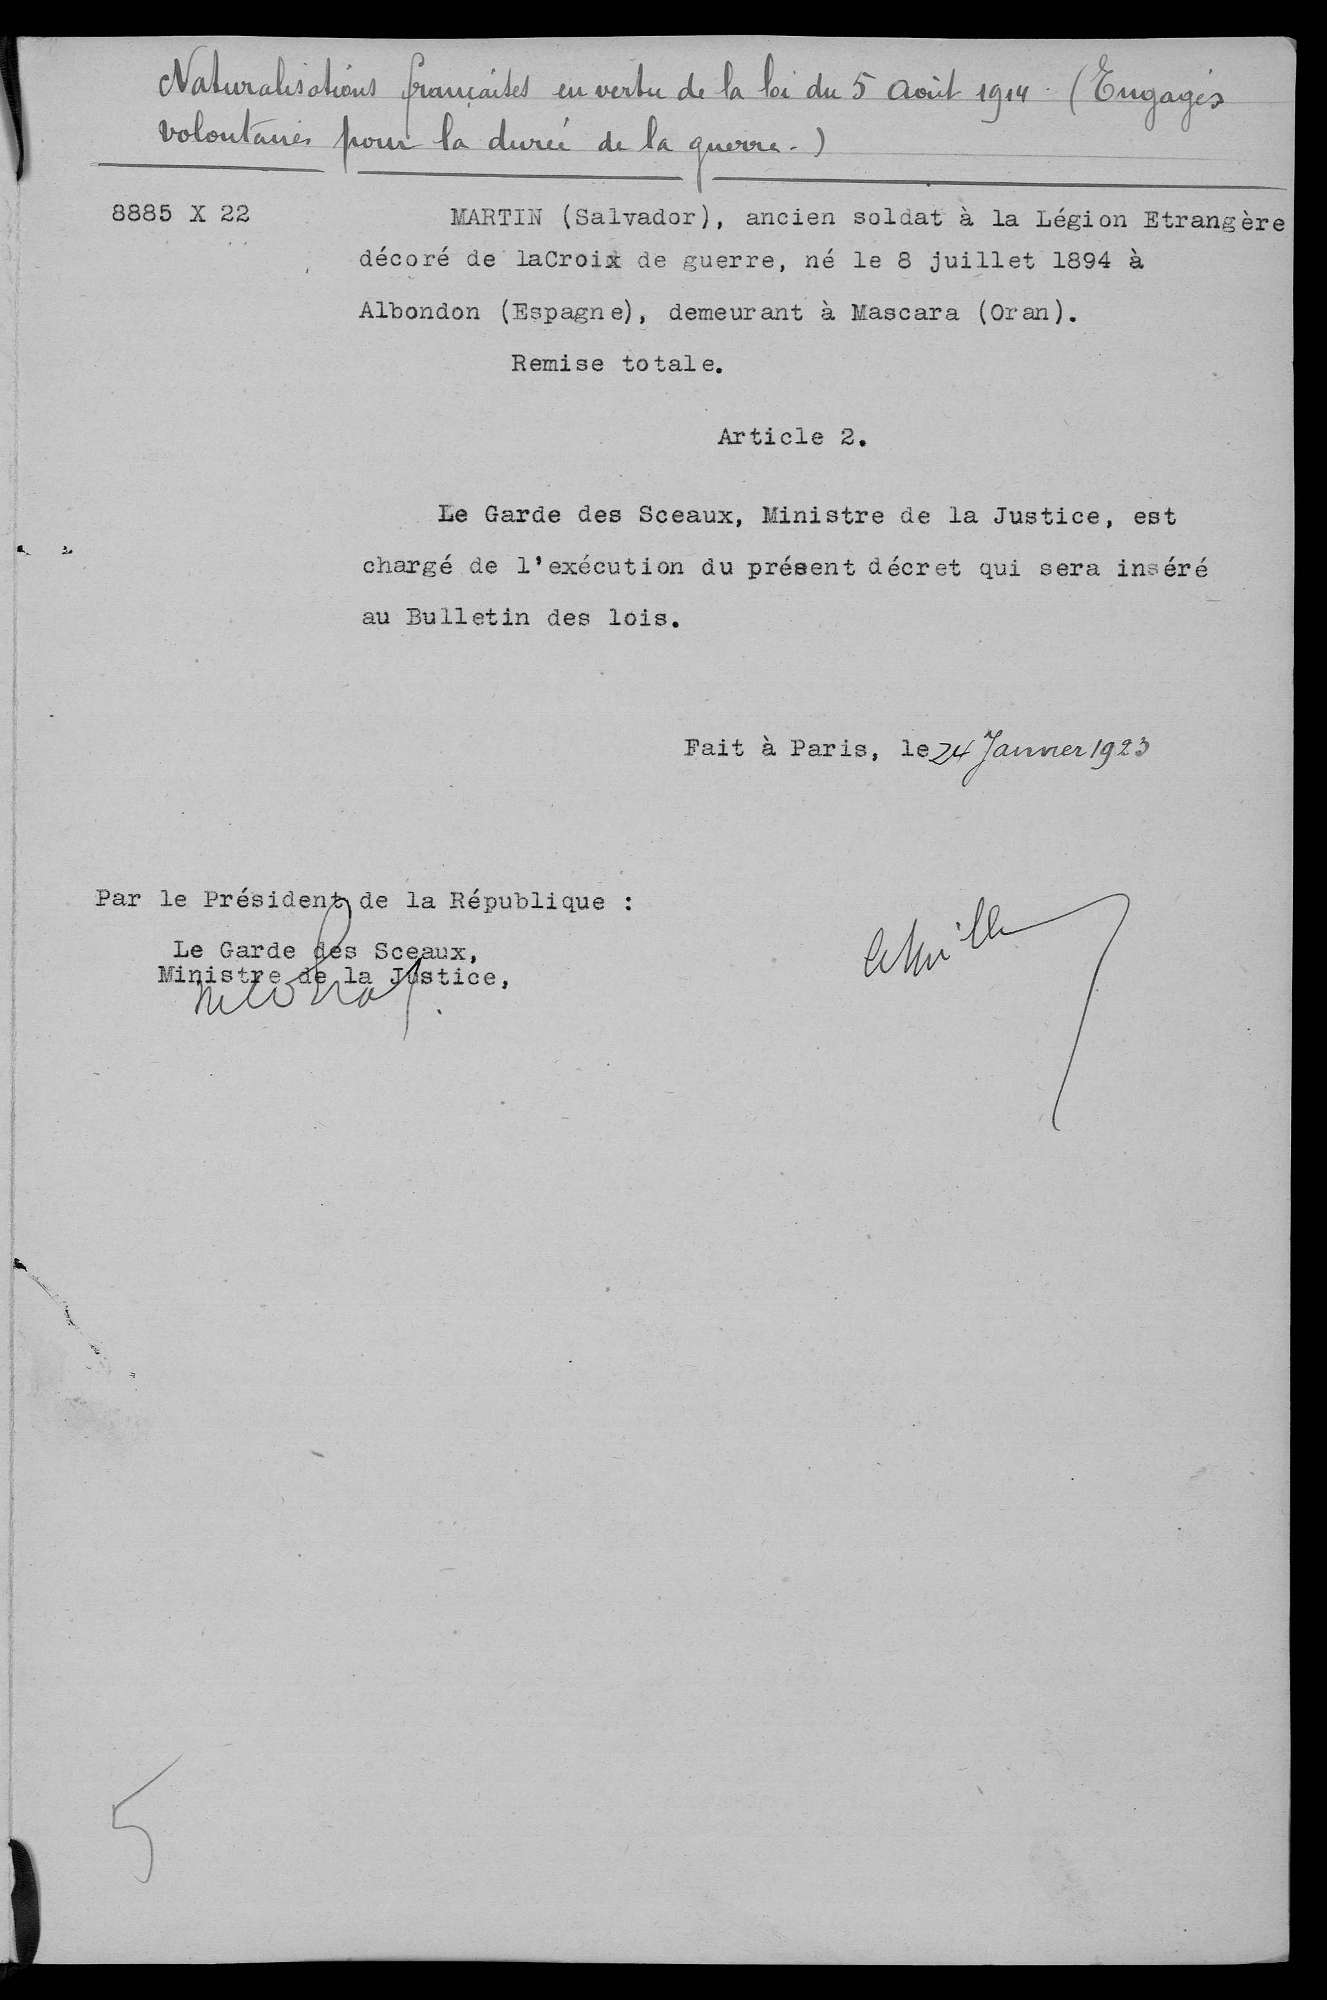 Naturalisations françaises en vertu de la loi du 5 Août 1914. (Engagés
volontaires pour la durée de la guerre.)
8885 X 22
MARTIN (Salvador), ancien soldat à la Légion Etrangère
décoré de laCroix de guerre, né le 8 juillet 1894 à
Albondon (Espagne), demeurant à Mascara (Oran).
Remise totale.
Article 2.
Le Garde des Sceaux, Ministre de la Justice, est
chargé de l'exécution du présent décret qui sera inséré
au Bulletin des lois.
Fait à Paris, le 24 Janvier 1923
Par le Président de la République :
Le Garde des Sceaux,
Ministre de la Justice,
5